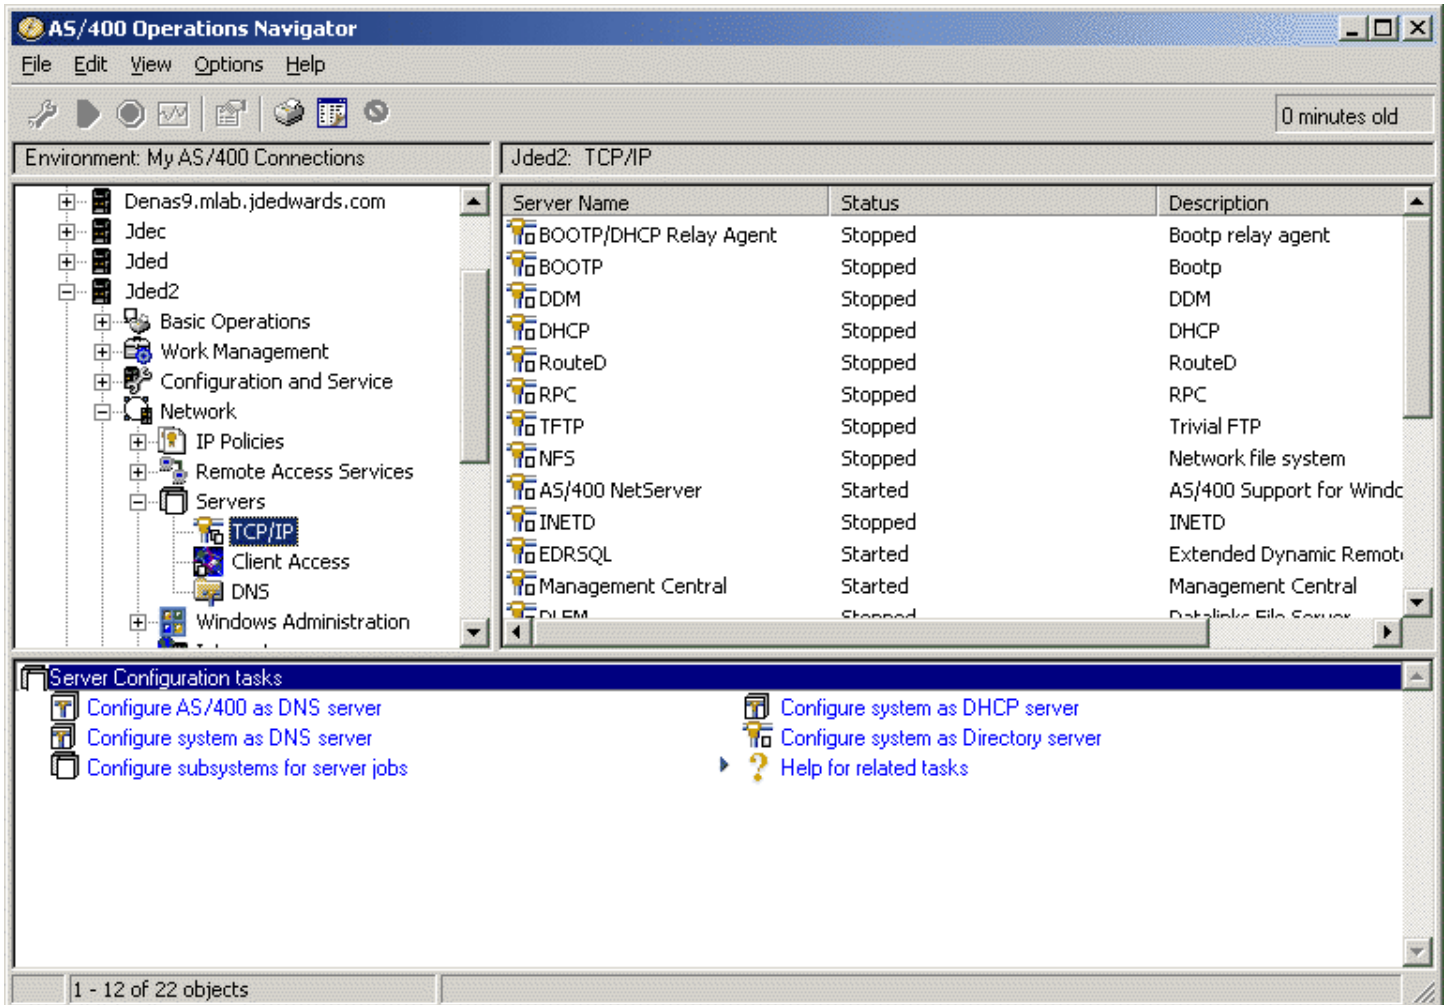 AS/400 Operations Navigator
File Edit View Options Help
0 minutes old
Environment: My AS/400 Connections
Jded2: TCP/IP
Denas9.mlab.jdedwards.com
Jdec
Jded
Jded2
Basic Operations
Work Management
Configuration and Service
Network
IP Policies
Remote Access Services
Servers
TCP/IP
Client Access
DNS
Windows Administration
Server Name Status Description
BOOTP/DHCP Relay Agent Stopped Bootp relay agent
BOOTP Stopped Bootp
DDM Stopped DDM
DHCP Stopped DHCP
RouteD Stopped RouteD
RPC Stopped RPC
TFTP Stopped Trivial FTP
NFS Stopped Network file system
AS/400 NetServer Started AS/400 Support for Windo
INETD Stopped INETD
EDRSQL Started Extended Dynamic Remot
Management Central Started Management Central
DLFM Stopped Datalinks File Server
Server Configuration tasks
Configure AS/400 as DNS server
Configure system as DNS server
Configure subsystems for server jobs
Configure system as DHCP server
Configure system as Directory server
Help for related tasks
1 - 12 of 22 objects